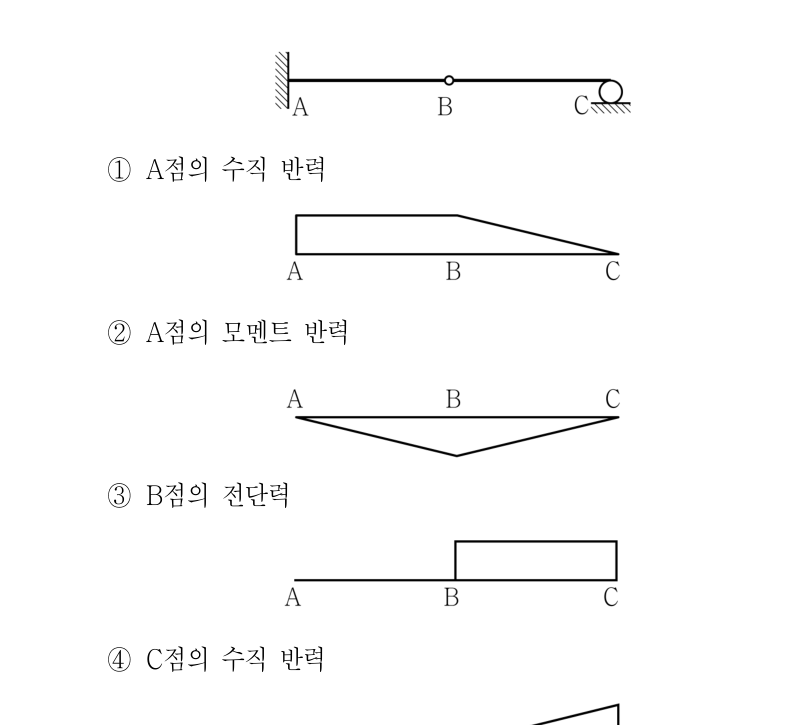 A B C
① A점의 수직 반력
A B C
② A점의 모멘트 반력
A B C
③ B점의 전단력
A B C
④ C점의 수직 반력